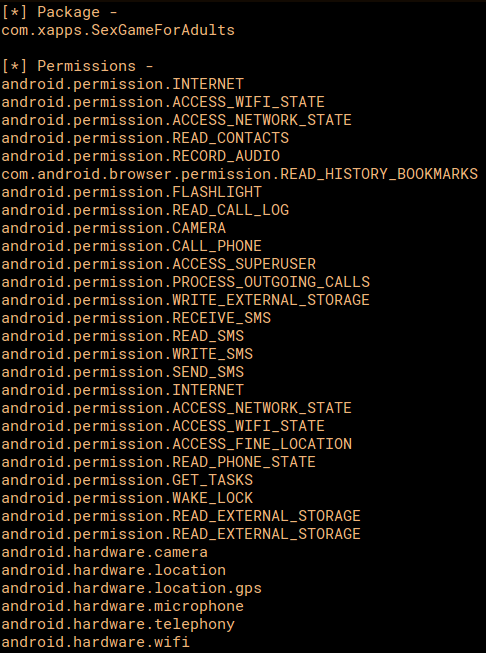 [*] Package -
com.xapps.SexGameForAdults
[*] Permissions -
android.permission.INTERNET
android.permission.ACCESS_WIFI_STATE
android.permission.ACCESS_NETWORK_STATE
android.permission.READ_CONTACTS
android.permission.RECORD_AUDIO
com.android.browser.permission.READ_HISTORY_BOOKMARKS
android.permission.FLASHLIGHT
android.permission.READ_CALL_LOG
android.permission.CAMERA
android.permission.CALL_PHONE
android.permission.ACCESS_SUPERUSER
android.permission.PROCESS_OUTGOING_CALLS
android.permission.WRITE_EXTERNAL_STORAGE
android.permission.RECEIVE_SMS
android.permission.READ_SMS
android.permission.WRITE_SMS
android.permission.SEND_SMS
android.permission.INTERNET
android.permission.ACCESS_NETWORK_STATE
android.permission.ACCESS_WIFI_STATE
android.permission.ACCESS_FINE_LOCATION
android.permission.READ_PHONE_STATE
android.permission.GET_TASKS
android.permission.WAKE_LOCK
android.permission.READ_EXTERNAL_STORAGE
android.permission.READ_EXTERNAL_STORAGE
android.hardware.camera
android.hardware.location
android.hardware.location.gps
android.hardware.microphone
android.hardware.telephony
android.hardware.wifi